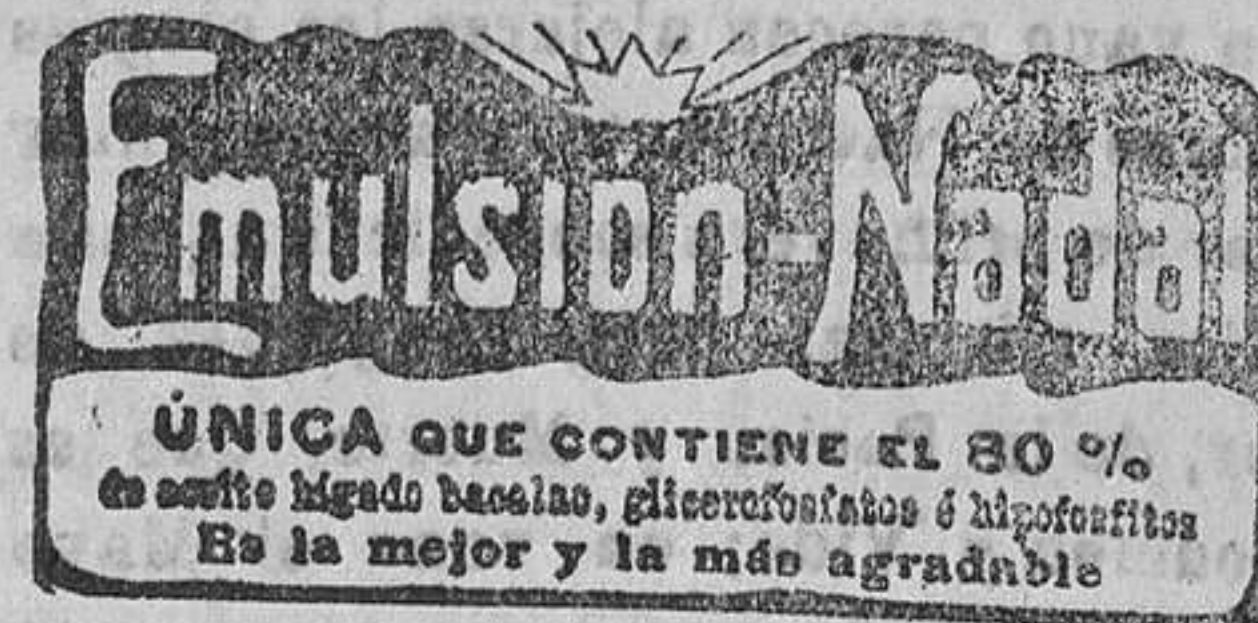 Emulsion-Nadal
ÚNICA QUE CONTIENE EL 80 %
de aceite hígado bacalao, glicerofosfatos é hipofosfitos
Es la mejor y la más agradable